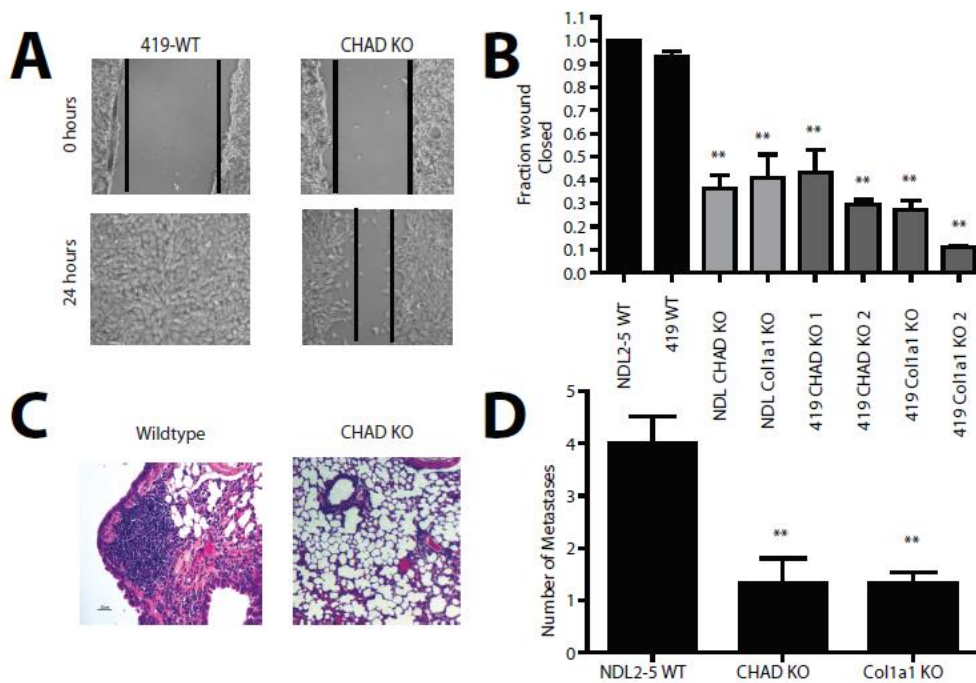 A
419-WT
CHAD KO
0 hours
24 hours
B
Fraction wound
Closed
1.1
1.0
0.9
0.8
0.7
0.6
0.5
0.4
0.3
0.2
0.1
0.0
**
**
**
**
**
**
NDL2-5 WT
419 WT
NDL CHAD KO
NDL Col1a1 KO
419 CHAD KO 1
419 CHAD KO 2
419 Col1a1 KO
419 Col1a1 KO 2
C
Wildtype
CHAD KO
D
Number of Metastases
5
4
3
2
1
0
**
**
NDL2-5 WT
CHAD KO
Col1a1 KO